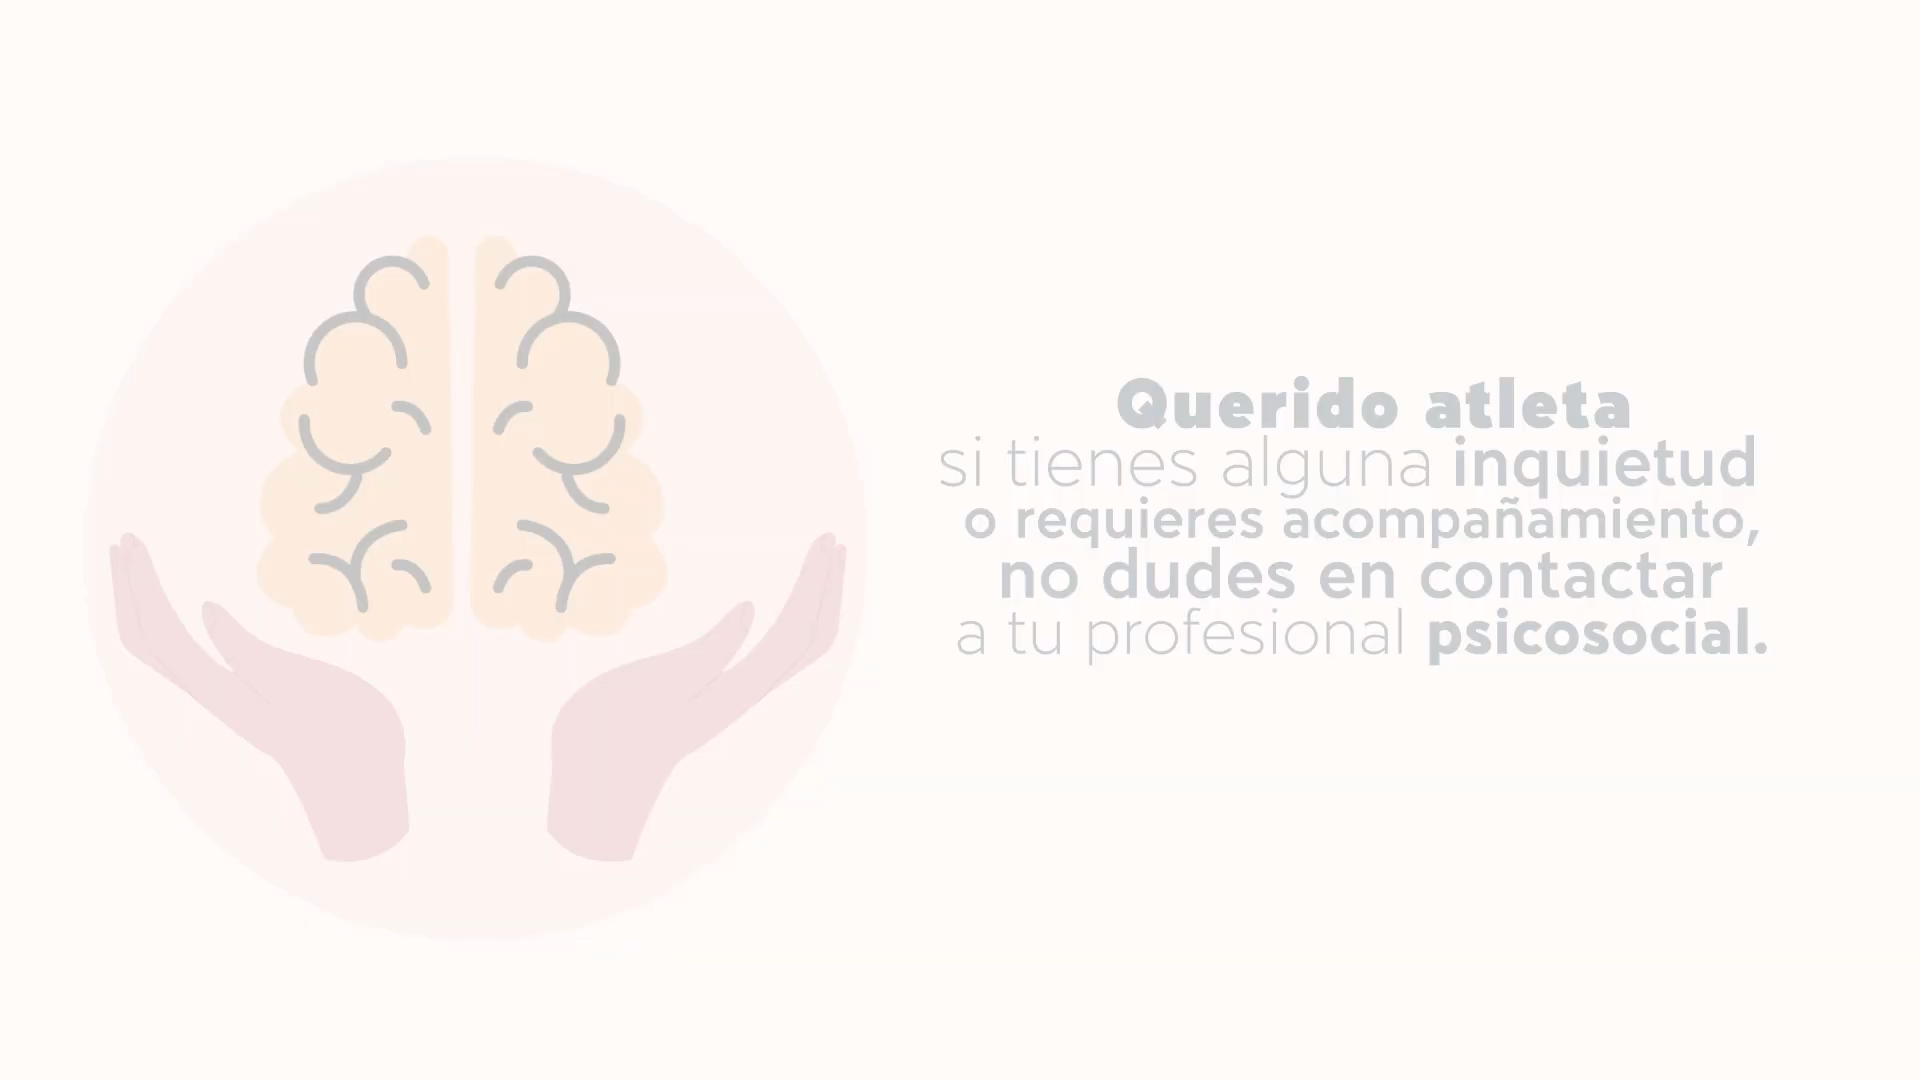 Querido atleta
si tienes alguna inquietud
o requieres acompañamiento,
no dudes en contactar
a tu profesional psicosocial.